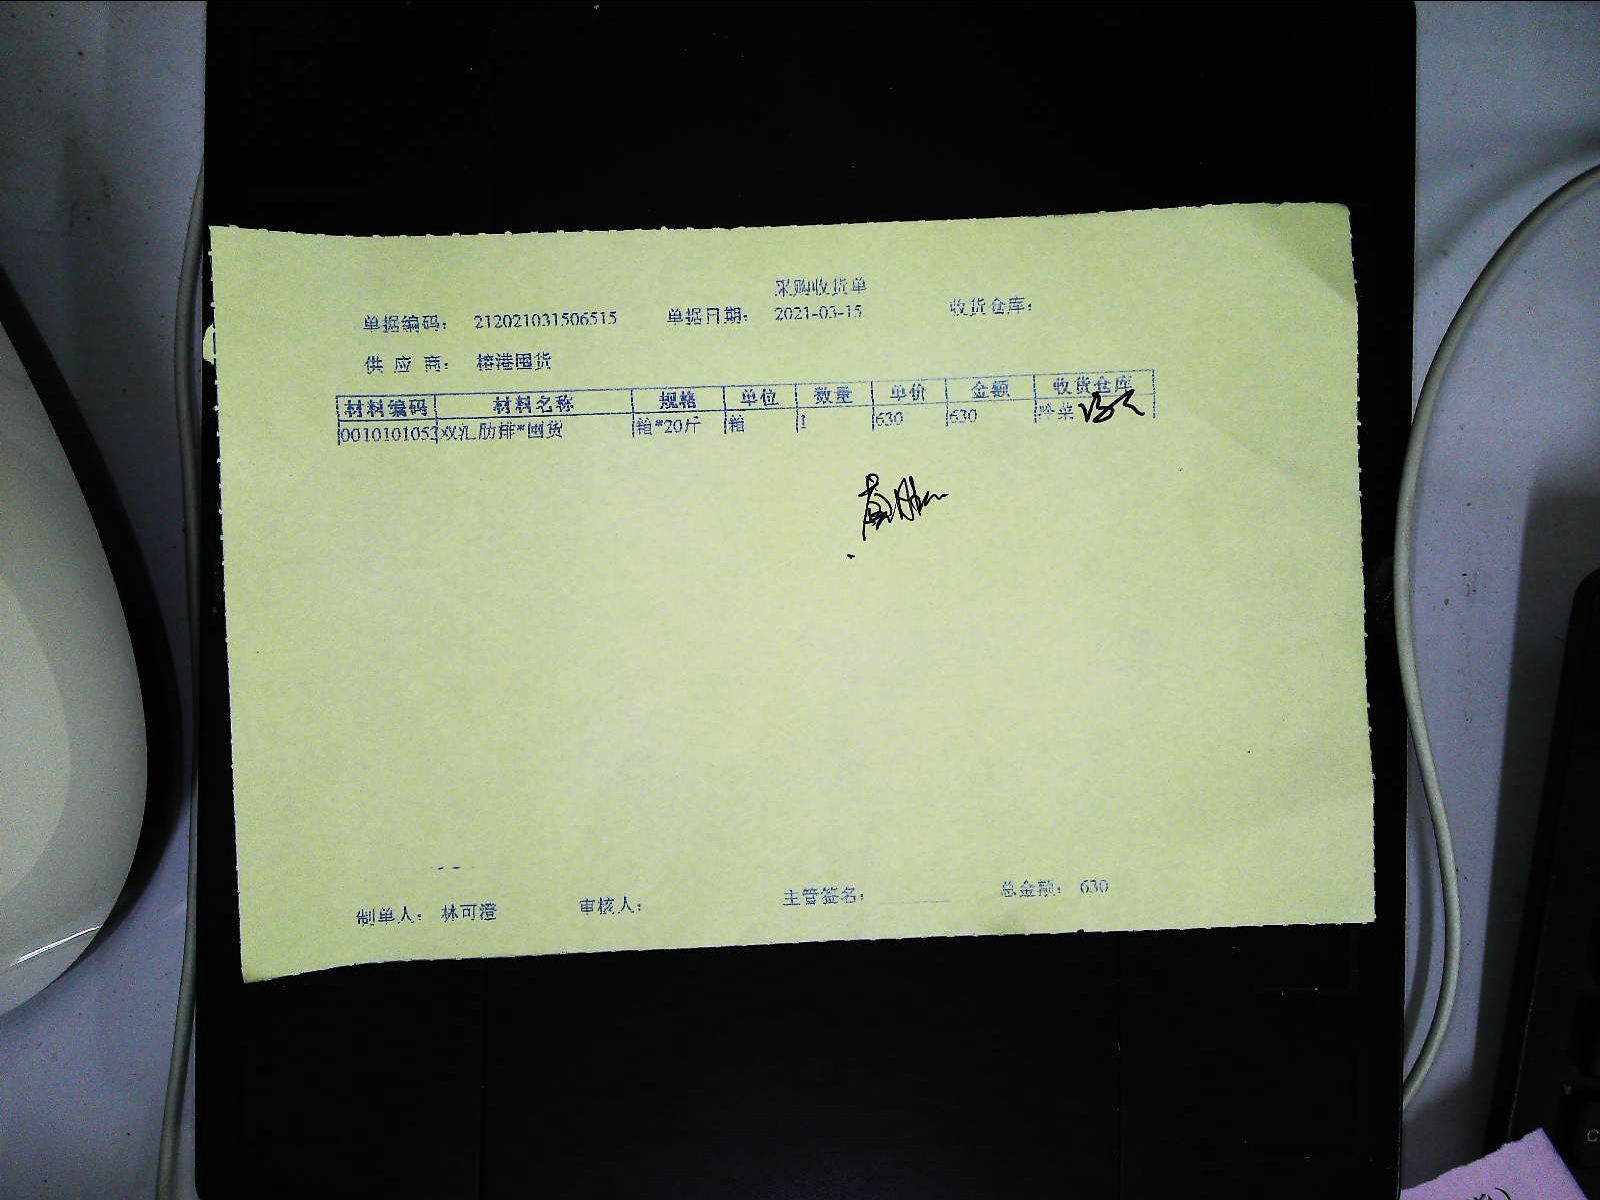 采购收货单
单据编码： 212021031506515 单据日期： 2021-03-15 收货仓库：
供 应 商： 榕港囤货
材料编码 材料名称 规格 单位 数量 单价 金额 收货仓库
0010101053 双汇肋排*囤货 箱*20斤 箱 1 630 630 冷菜
制单人： 林可澄 审核人： 主管签名： 总金额： 630